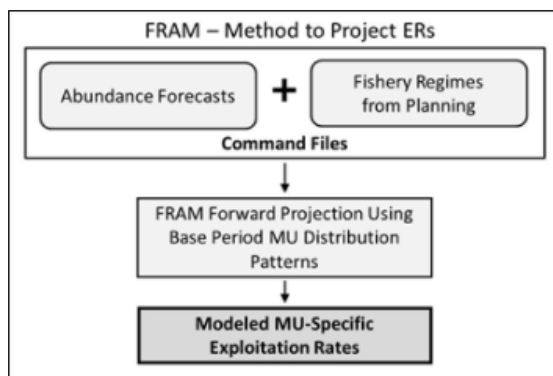 FRAM – Method to Project ERs
Abundance Forecasts
+
Fishery Regimes
from Planning
Command Files
FRAM Forward Projection Using
Base Period MU Distribution
Patterns
Modeled MU-Specific
Exploitation Rates